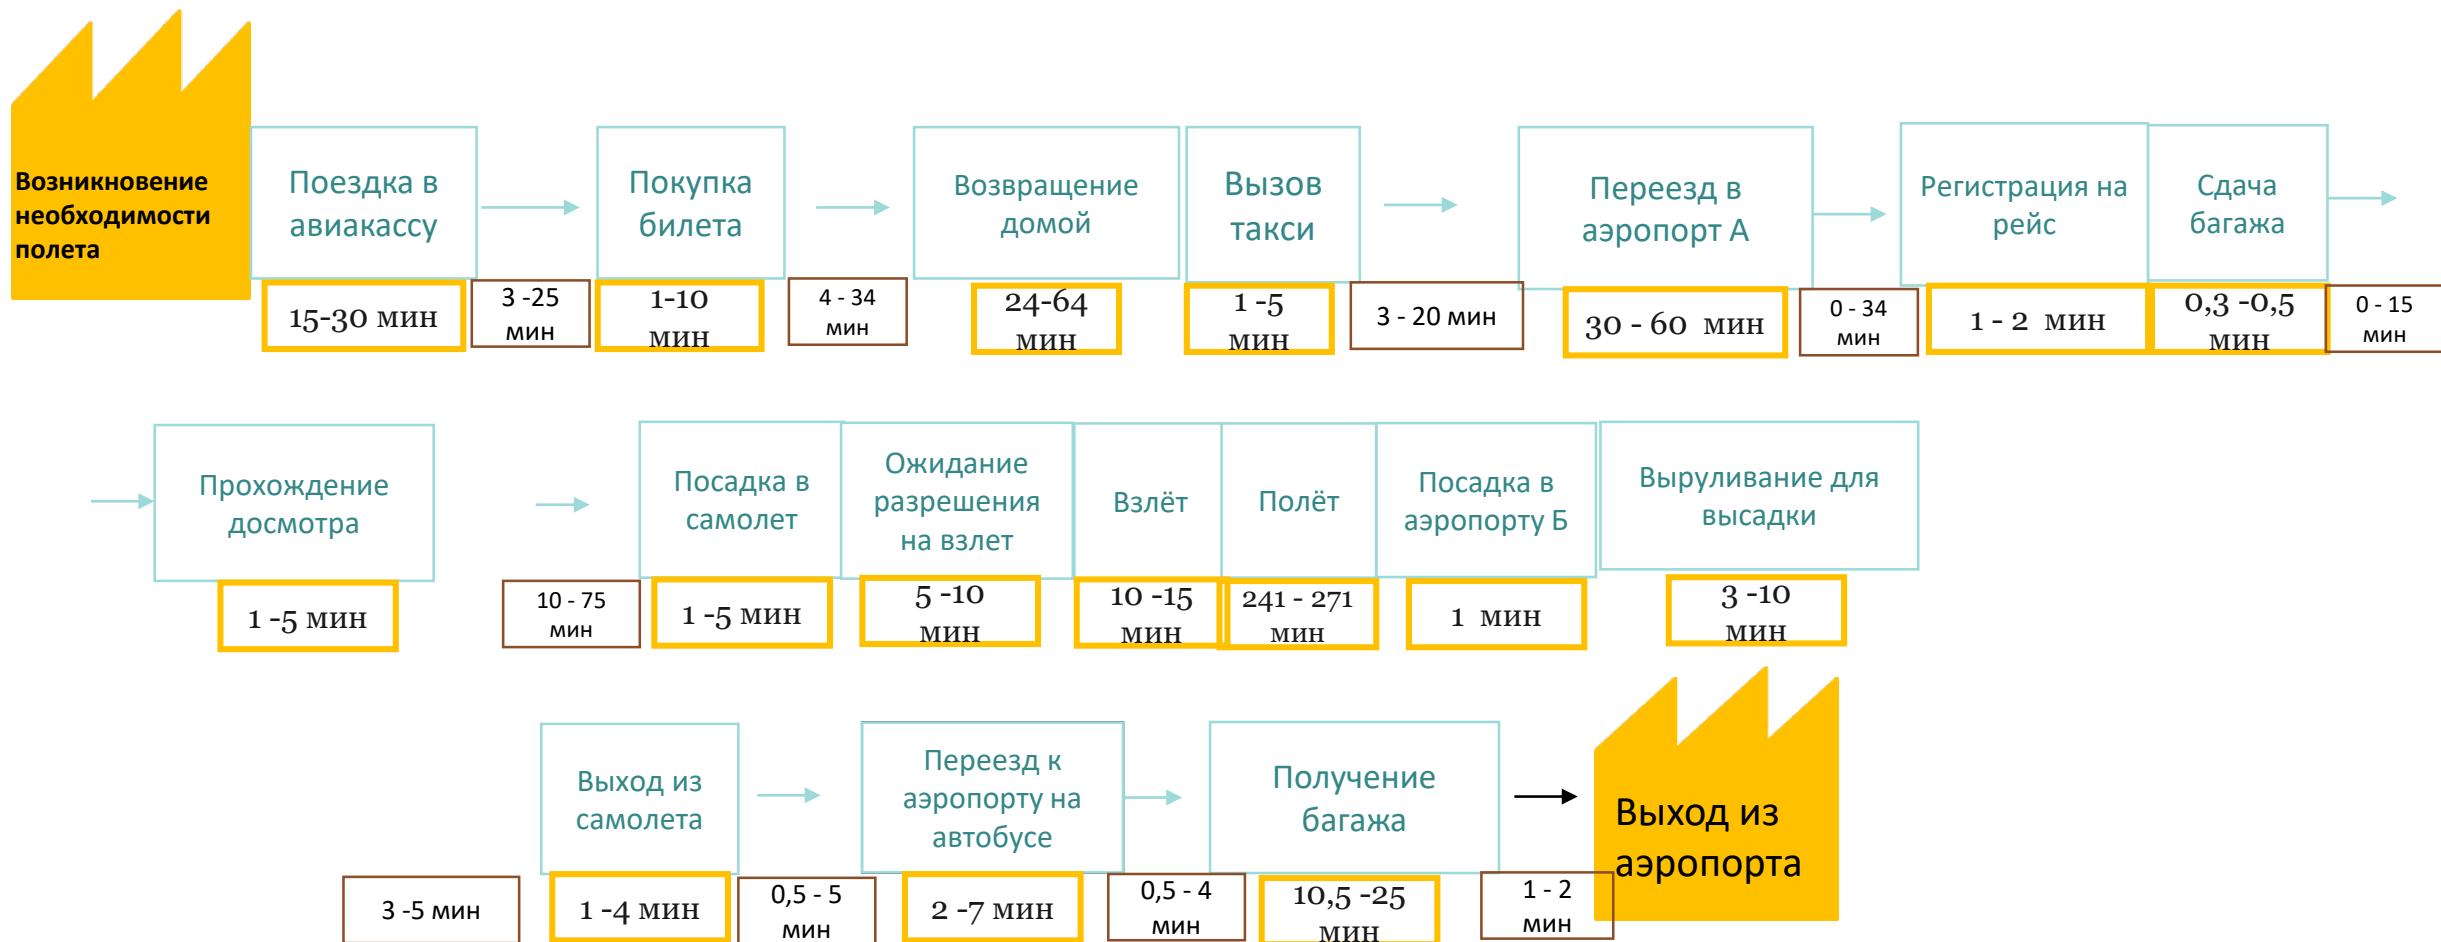 Возникновение
необходимости
полета
Поездка в
авиакассу
Покупка
билета
Возвращение
домой
Вызов
такси
Переезд в
аэропорт А
Регистрация на
рейс
Сдача
багажа
15-30 мин
3 -25
мин
1-10
мин
4 - 34
мин
24-64
мин
1 -5
мин
3 - 20 мин
30 - 60 мин
0 - 34
мин
1 - 2 мин
0,3 -0,5
мин
0 - 15
мин
Прохождение
досмотра
Посадка в
самолет
Ожидание
разрешения
на взлет
Взлёт
Полёт
Посадка в
аэропорту Б
Выруливание для
высадки
1 -5 мин
10 - 75
мин
1 -5 мин
5 -10
мин
10 -15
мин
241 - 271
мин
1 мин
3 -10
мин
Выход из
самолета
Переезд к
аэропорту на
автобусе
Получение
багажа
Выход из
аэропорта
3 -5 мин
1 -4 мин
0,5 - 5
мин
2 -7 мин
0,5 - 4
мин
10,5 -25
мин
1 - 2
мин